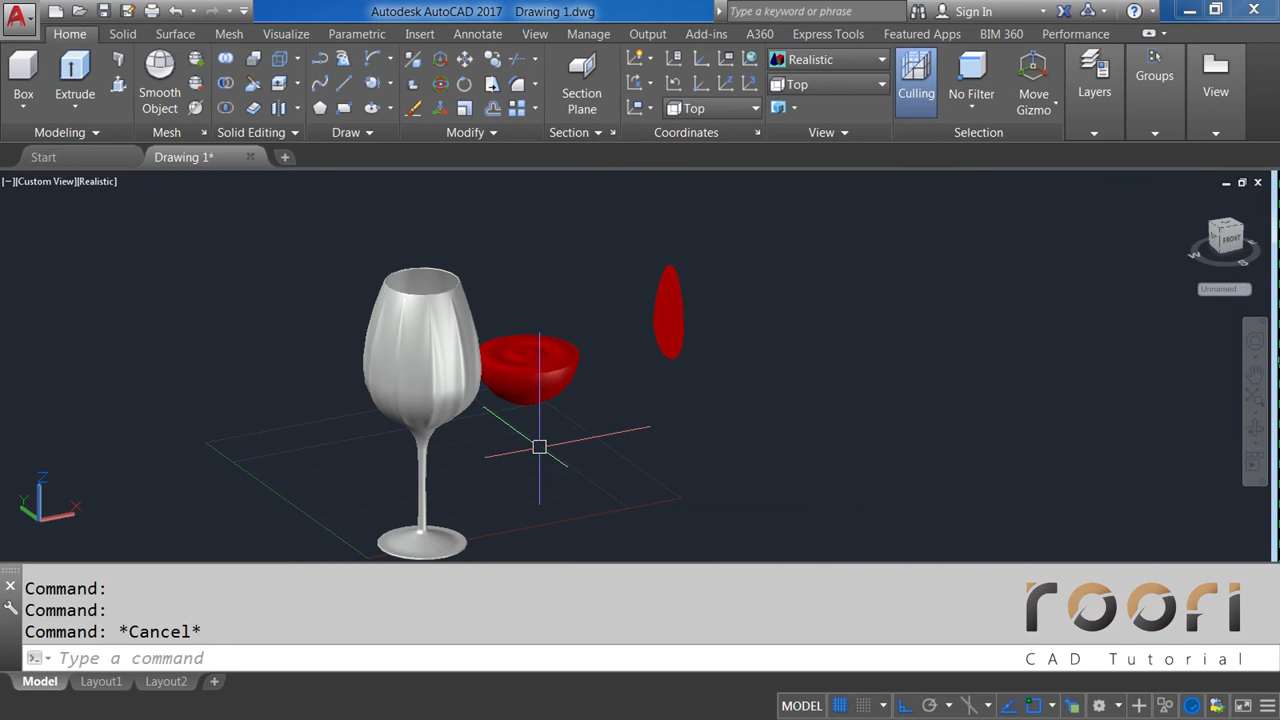 Autodesk AutoCAD 2017 Drawing 1.dwg
Type a keyword or phrase
Sign In
Home Solid Surface Mesh Visualize Parametric Insert Annotate View Manage Output Add-ins A360 Express Tools Featured Apps BIM 360 Performance
Box
Extrude
Smooth
Object
Section
Plane
Realistic
Top
Top
Culling
No Filter
Move
Gizmo
Layers
Groups
View
Modeling Mesh Solid Editing Draw Modify Section Coordinates View Selection
Start
Drawing 1*
[−][Custom View][Realistic]
FRONT
W
S
Unnamed
Z
Y
X
Command:
Command:
Command: *Cancel*
Type a command
roori
CAD Tutorial
Model Layout1 Layout2
MODEL